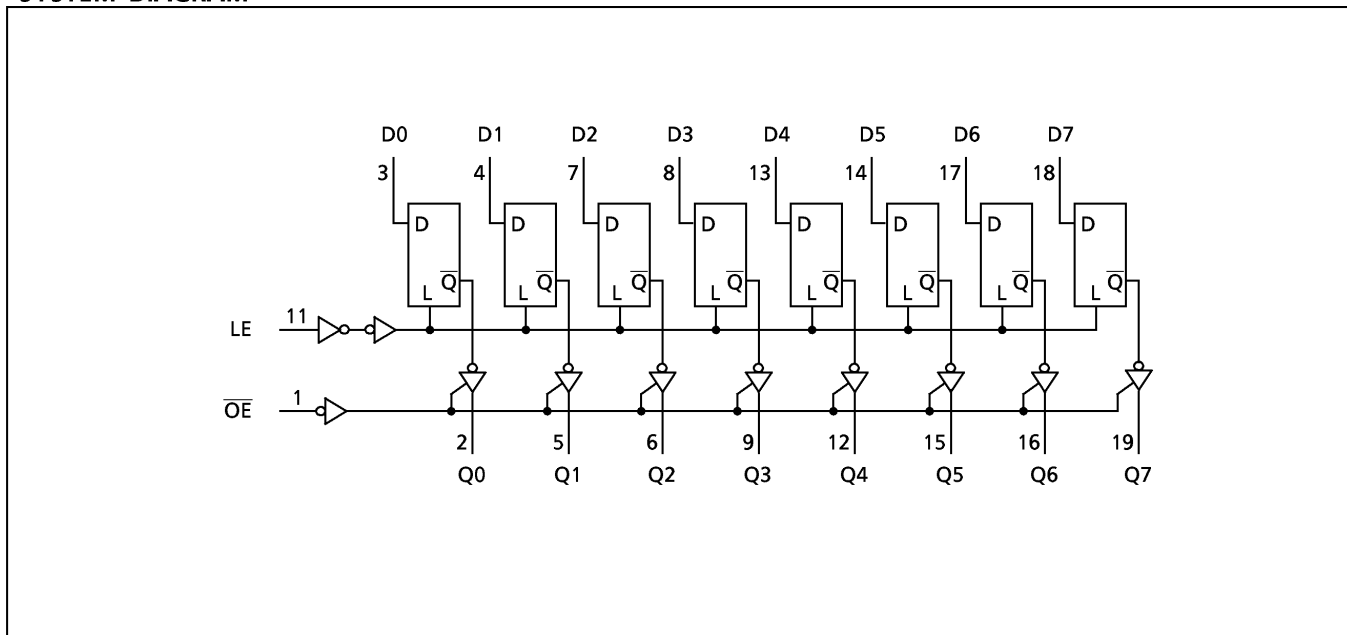 SYSTEM DIAGRAM
D0 D1 D2 D3 D4 D5 D6 D7
3 4 7 8 13 14 17 18
D D D D D D D D
Q̅ Q̅ Q̅ Q̅ Q̅ Q̅ Q̅ Q̅
L L L L L L L L
LE 11
O̅E̅ 1
2 5 6 9 12 15 16 19
Q0 Q1 Q2 Q3 Q4 Q5 Q6 Q7